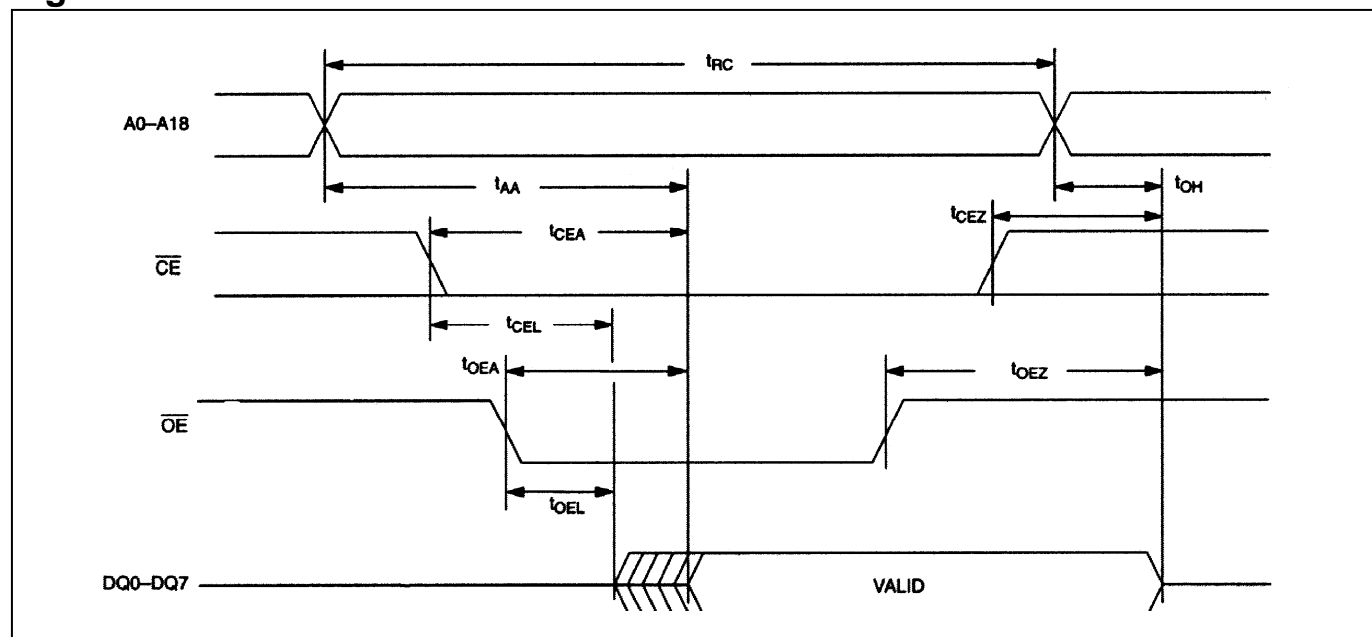 tRC
A0–A18
tAA
tOH
tCEZ
tCEA
CE
tCEL
tOEA
tOEZ
OE
tOEL
DQ0–DQ7
VALID